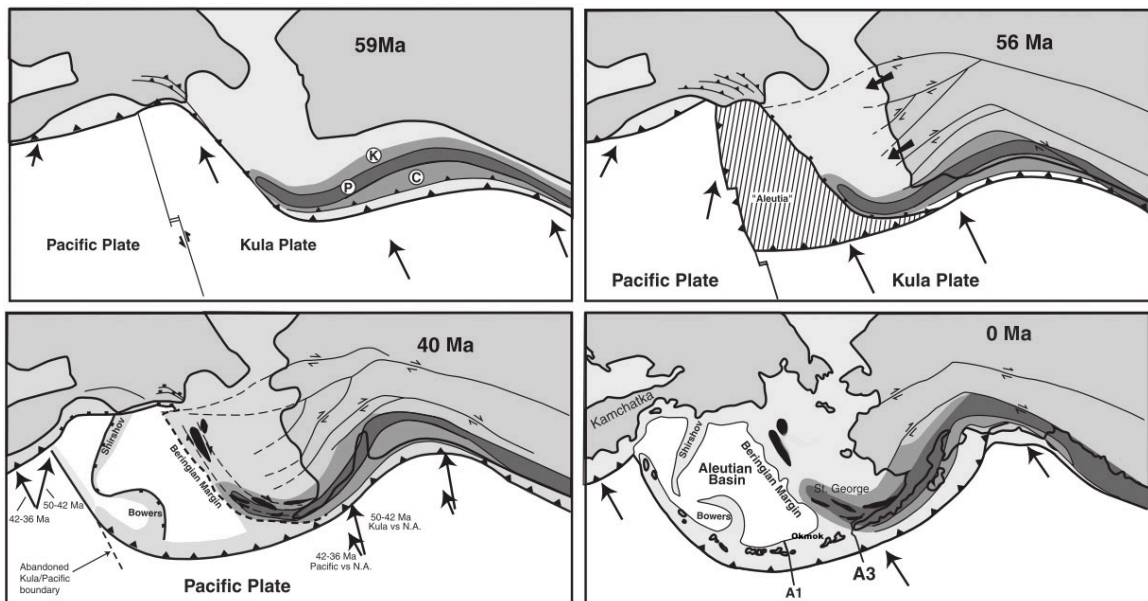 59Ma
K
P
C
Pacific Plate
Kula Plate
56 Ma
"Aleutia"
Pacific Plate
Kula Plate
40 Ma
Shirshov
Beringian Margin
Bowers
50-42 Ma
42-36 Ma
50-42 Ma
Kula vs N.A.
42-36 Ma
Pacific vs N.A.
Abandoned
Kula/Pacific
boundary
Pacific Plate
0 Ma
Kamchatka
Shirshov
Aleutian
Basin
Beringian Margin
St. George
Bowers
Okmok
A3
A1